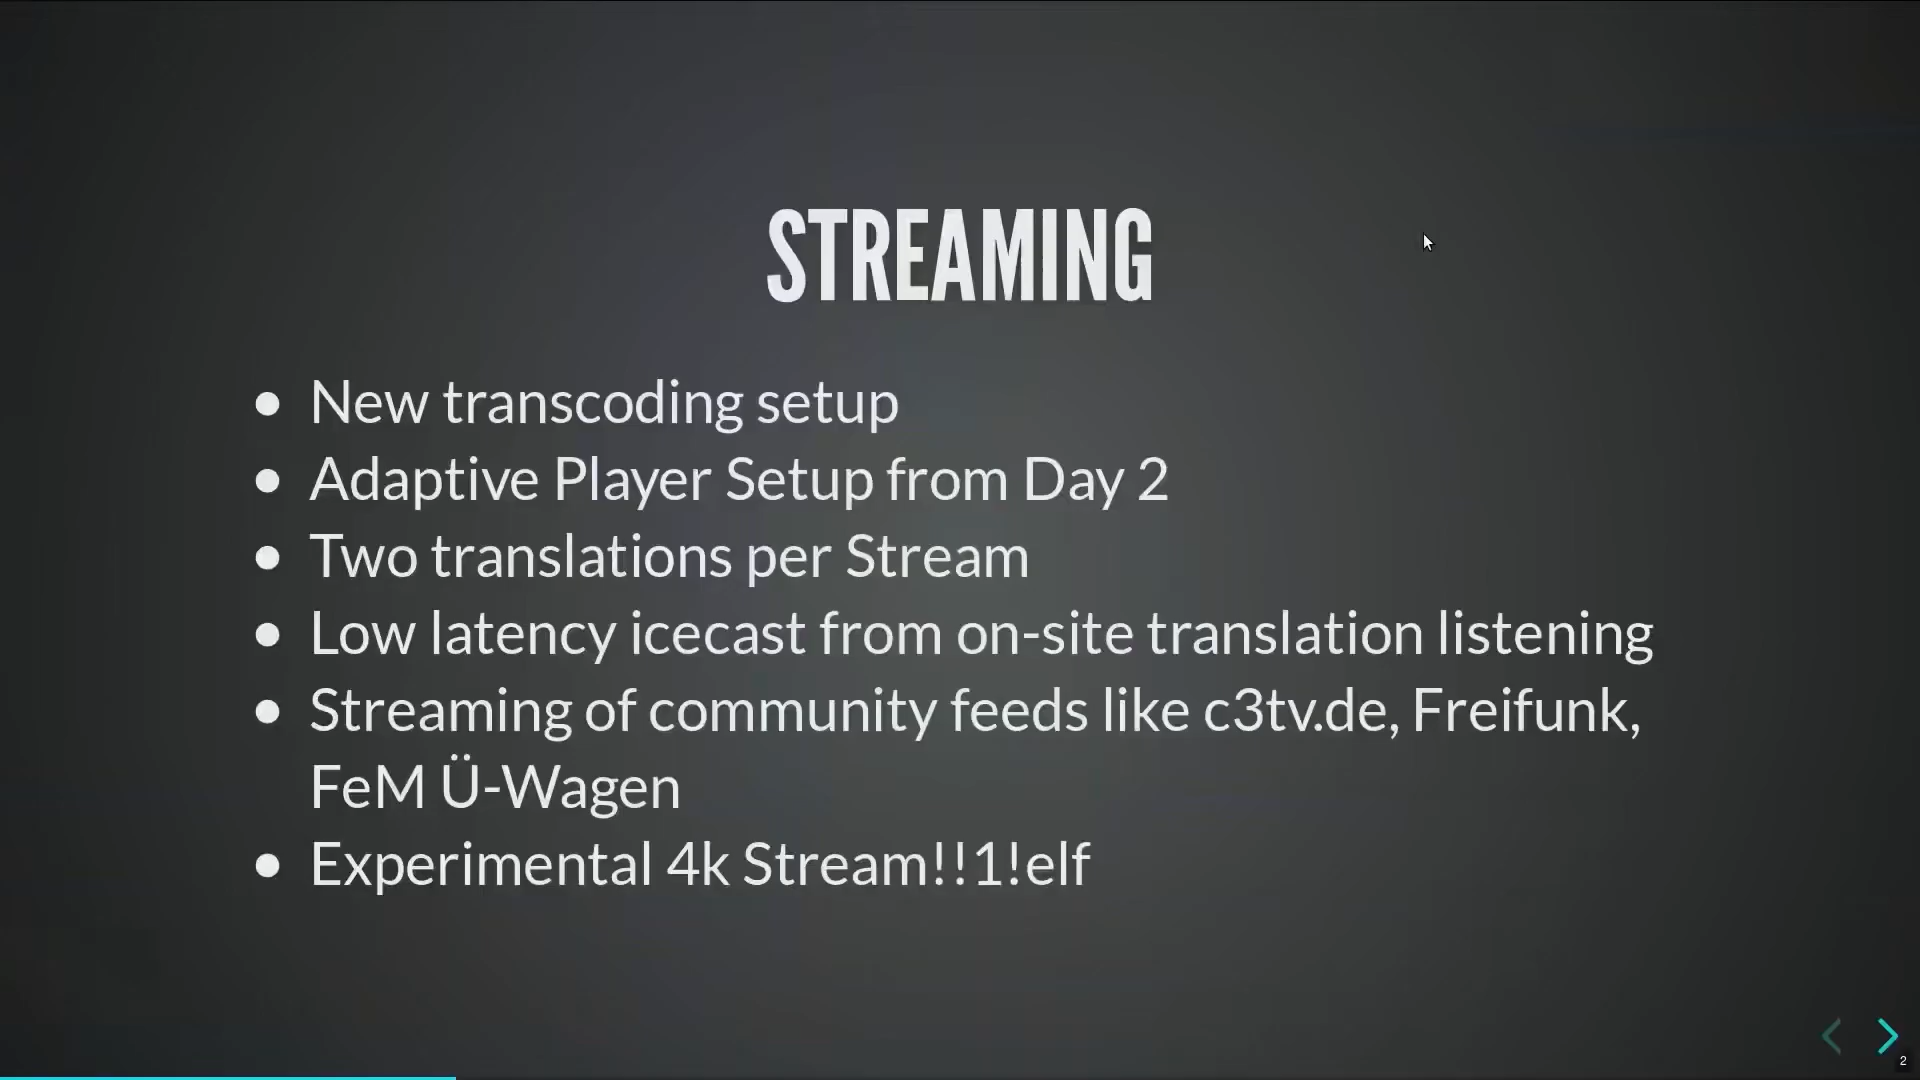 STREAMING
● New transcoding setup
● Adaptive Player Setup from Day 2
● Two translations per Stream
● Low latency icecast from on-site translation listening
● Streaming of community feeds like c3tv.de, Freifunk,
FeM Ü-Wagen
● Experimental 4k Stream!!1!elf
2